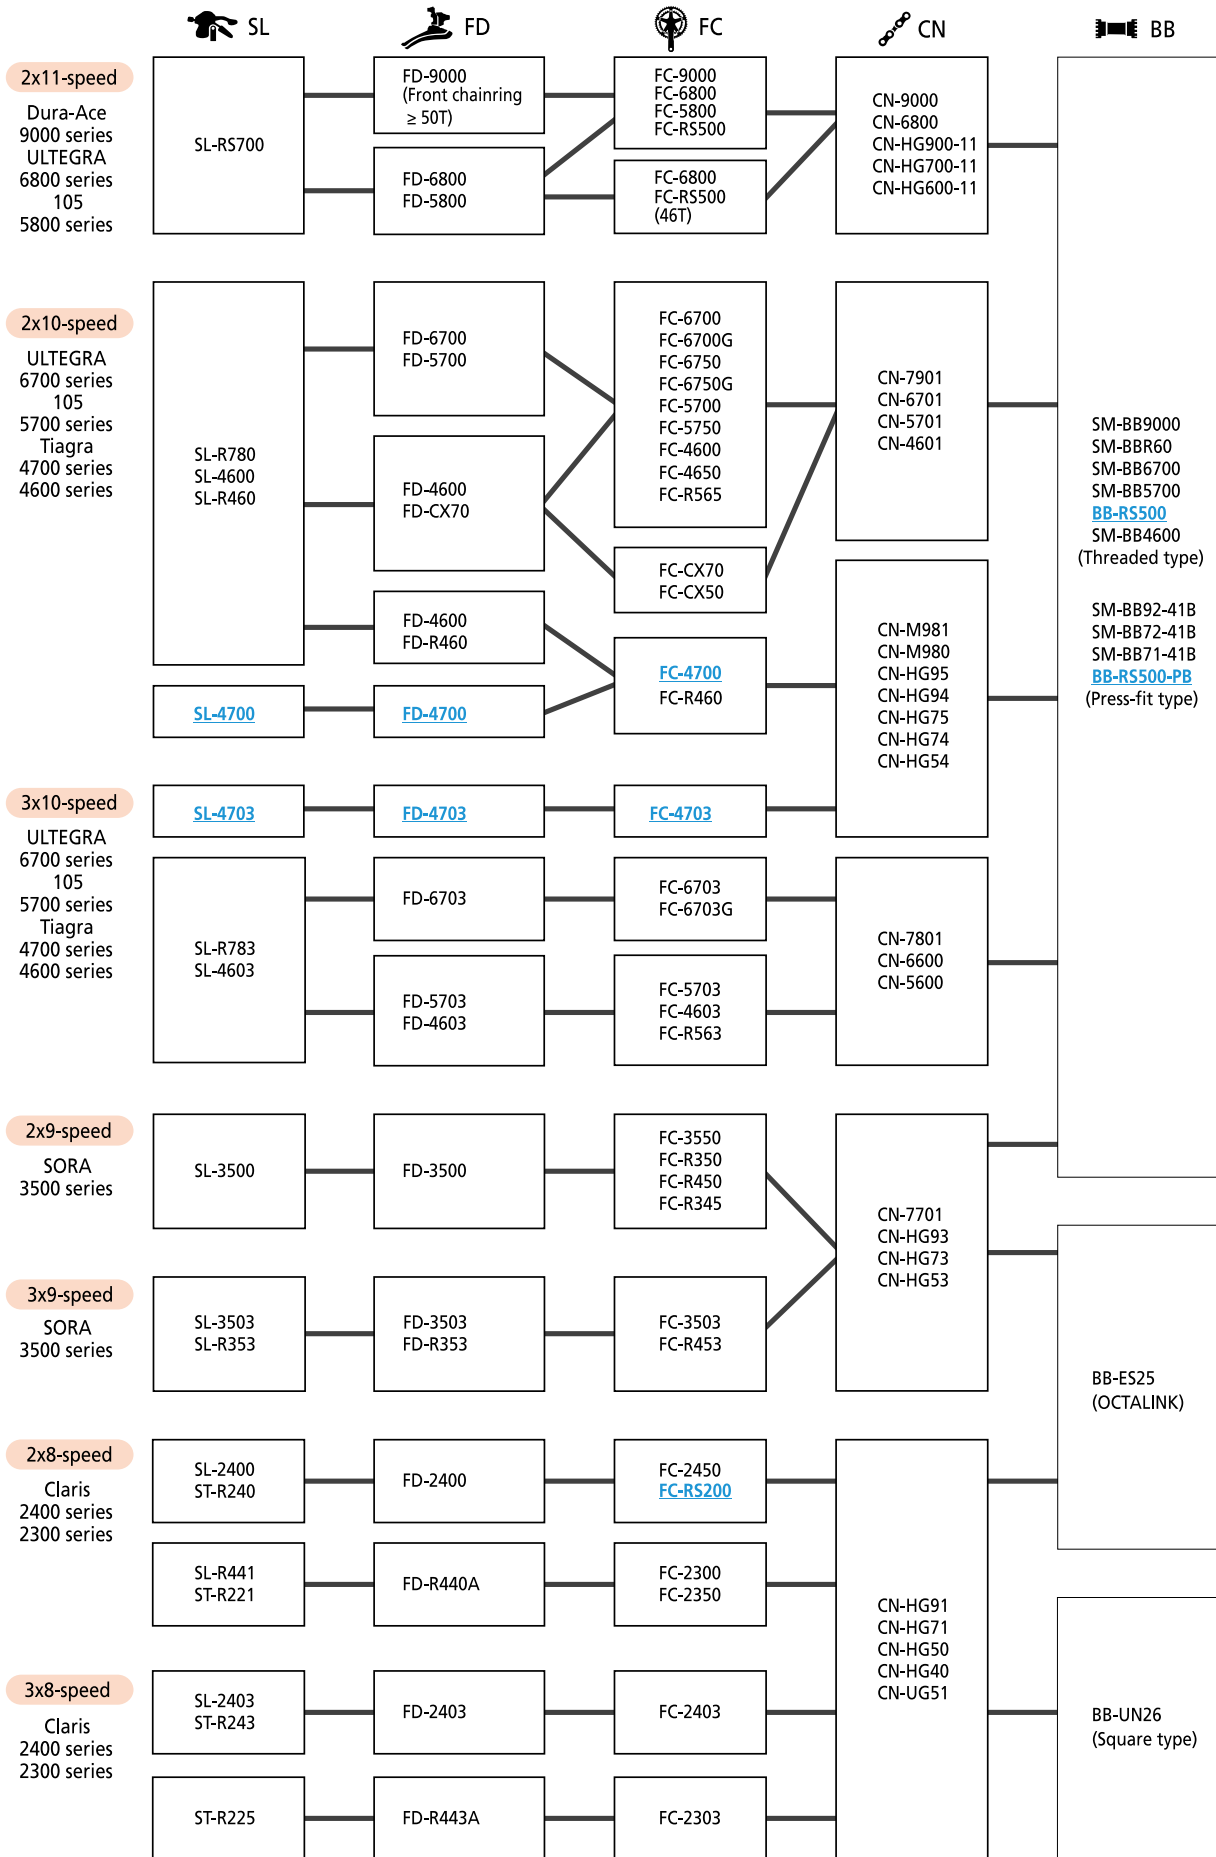 SL
FD
FC
CN
BB
2x11-speed
Dura-Ace
9000 series
ULTEGRA
6800 series
105
5800 series
SL-RS700
FD-9000
(Front chainring
≥ 50T)
FD-6800
FD-5800
FC-9000
FC-6800
FC-5800
FC-RS500
FC-6800
FC-RS500
(46T)
CN-9000
CN-6800
CN-HG900-11
CN-HG700-11
CN-HG600-11
2x10-speed
ULTEGRA
6700 series
105
5700 series
Tiagra
4700 series
4600 series
SL-R780
SL-4600
SL-R460
SL-4700
FD-6700
FD-5700
FD-4600
FD-CX70
FD-4600
FD-R460
FD-4700
FC-6700
FC-6700G
FC-6750
FC-6750G
FC-5700
FC-5750
FC-4600
FC-4650
FC-R565
FC-CX70
FC-CX50
FC-4700
FC-R460
CN-7901
CN-6701
CN-5701
CN-4601
CN-M981
CN-M980
CN-HG95
CN-HG94
CN-HG75
CN-HG74
CN-HG54
SM-BB9000
SM-BBR60
SM-BB6700
SM-BB5700
BB-RS500
SM-BB4600
(Threaded type)
SM-BB92-41B
SM-BB72-41B
SM-BB71-41B
BB-RS500-PB
(Press-fit type)
3x10-speed
ULTEGRA
6700 series
105
5700 series
Tiagra
4700 series
4600 series
SL-4703
FD-4703
FC-4703
SL-R783
SL-4603
FD-6703
FD-5703
FD-4603
FC-6703
FC-6703G
FC-5703
FC-4603
FC-R563
CN-7801
CN-6600
CN-5600
2x9-speed
SORA
3500 series
SL-3500
FD-3500
FC-3550
FC-R350
FC-R450
FC-R345
CN-7701
CN-HG93
CN-HG73
CN-HG53
3x9-speed
SORA
3500 series
SL-3503
SL-R353
FD-3503
FD-R353
FC-3503
FC-R453
BB-ES25
(OCTALINK)
2x8-speed
Claris
2400 series
2300 series
SL-2400
ST-R240
FD-2400
FC-2450
FC-RS200
SL-R441
ST-R221
FD-R440A
FC-2300
FC-2350
CN-HG91
CN-HG71
CN-HG50
CN-HG40
CN-UG51
3x8-speed
Claris
2400 series
2300 series
SL-2403
ST-R243
FD-2403
FC-2403
BB-UN26
(Square type)
ST-R225
FD-R443A
FC-2303